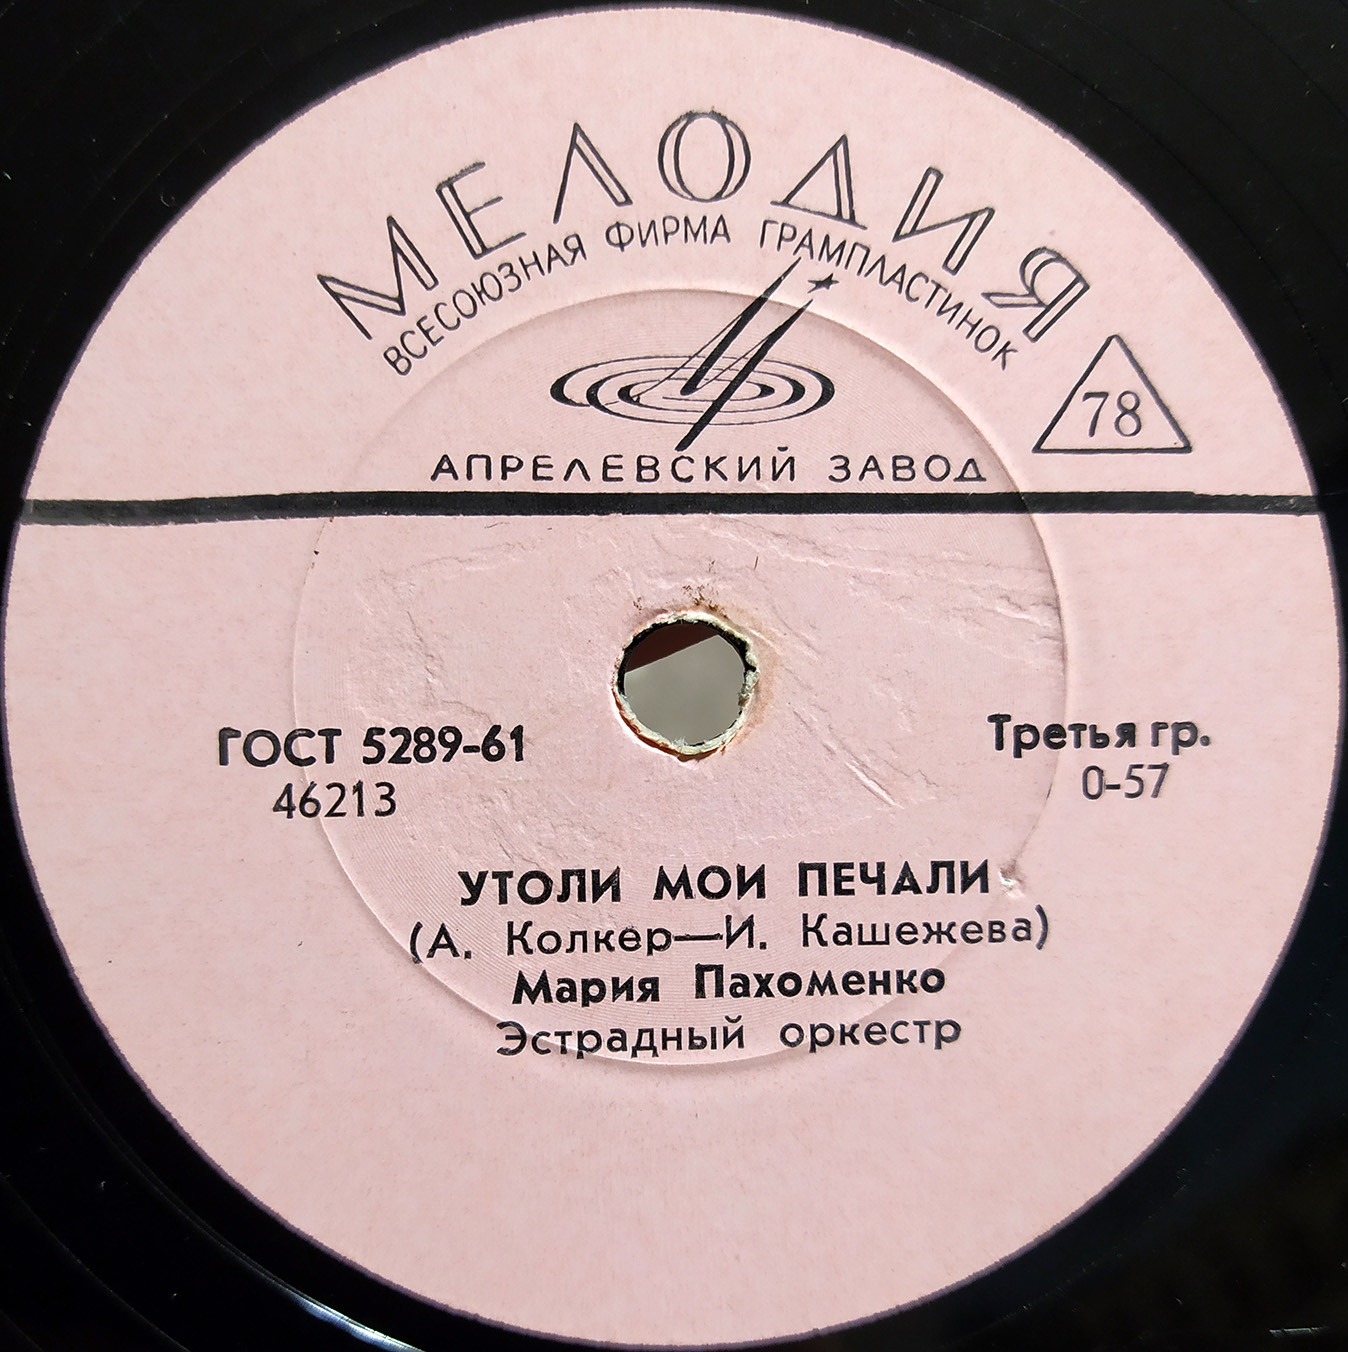 МЕЛОДИЯ
ВСЕСОЮЗНАЯ ФИРМА ГРАМПЛАСТИНОК
78
АПРЕЛЕВСКИЙ ЗАВОД
ГОСТ 5289-61
46213
Третья гр.
0-57
УТОЛИ МОИ ПЕЧАЛИ
(А. Колкер—И. Кашежева)
Мария Пахоменко
Эстрадный оркестр